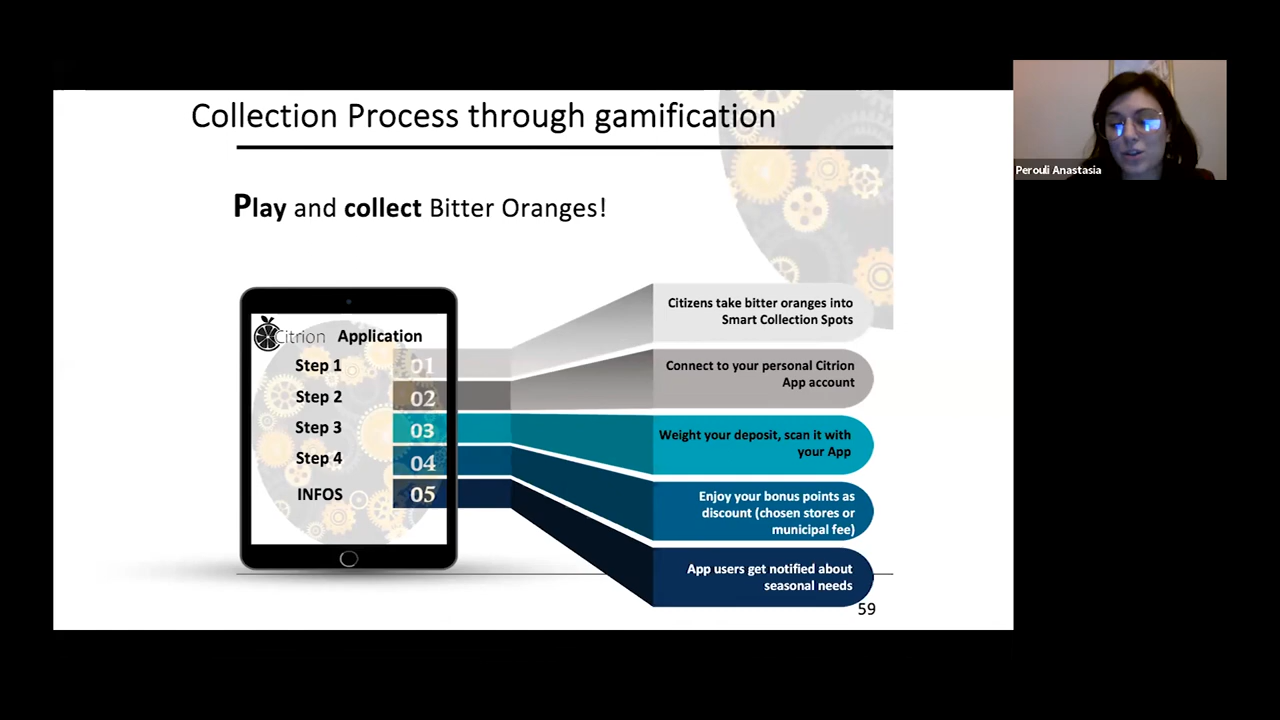 Collection Process through gamification
Perouli Anastasia
Play and collect Bitter Oranges!
Citrion Application
Step 1
01
Step 2
02
Step 3
03
Step 4
04
INFOS
05
Citizens take bitter oranges into
Smart Collection Spots
Connect to your personal Citrion
App account
Weight your deposit, scan it with
your App
Enjoy your bonus points as
discount (chosen stores or
municipal fee)
App users get notified about
seasonal needs
59